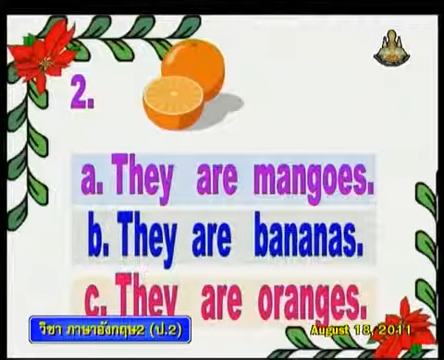 2.
a. They are mangoes.
b. They are bananas.
c. They are oranges.
วิชา ภาษาอังกฤษ2 (ป.2)
August 18, 2011